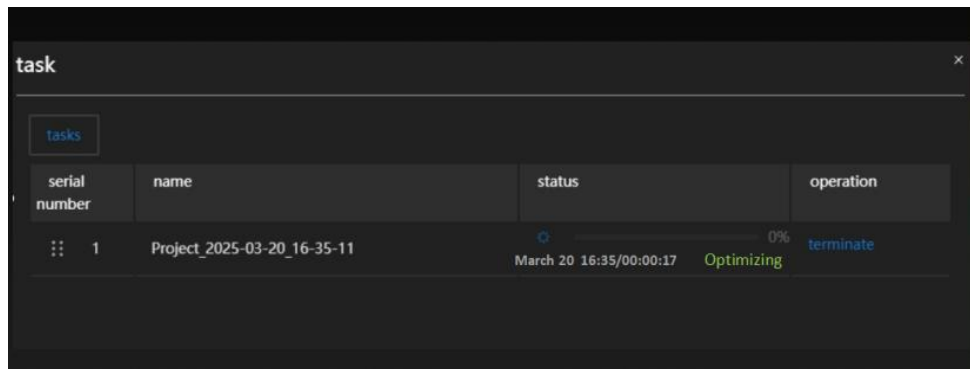 task
×
tasks
serial number
name
status
operation
1
Project_2025-03-20_16-35-11
0%
March 20 16:35/00:00:17
Optimizing
terminate